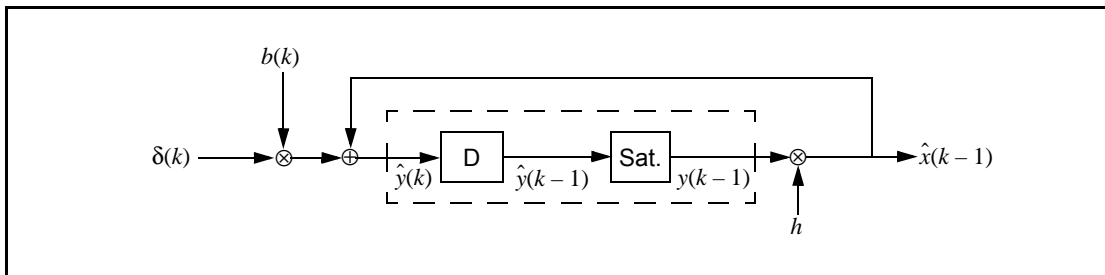 b(k)
δ(k)
⊗
⊕
ŷ(k)
D
ŷ(k – 1)
Sat.
y(k – 1)
⊗
x̂(k – 1)
h